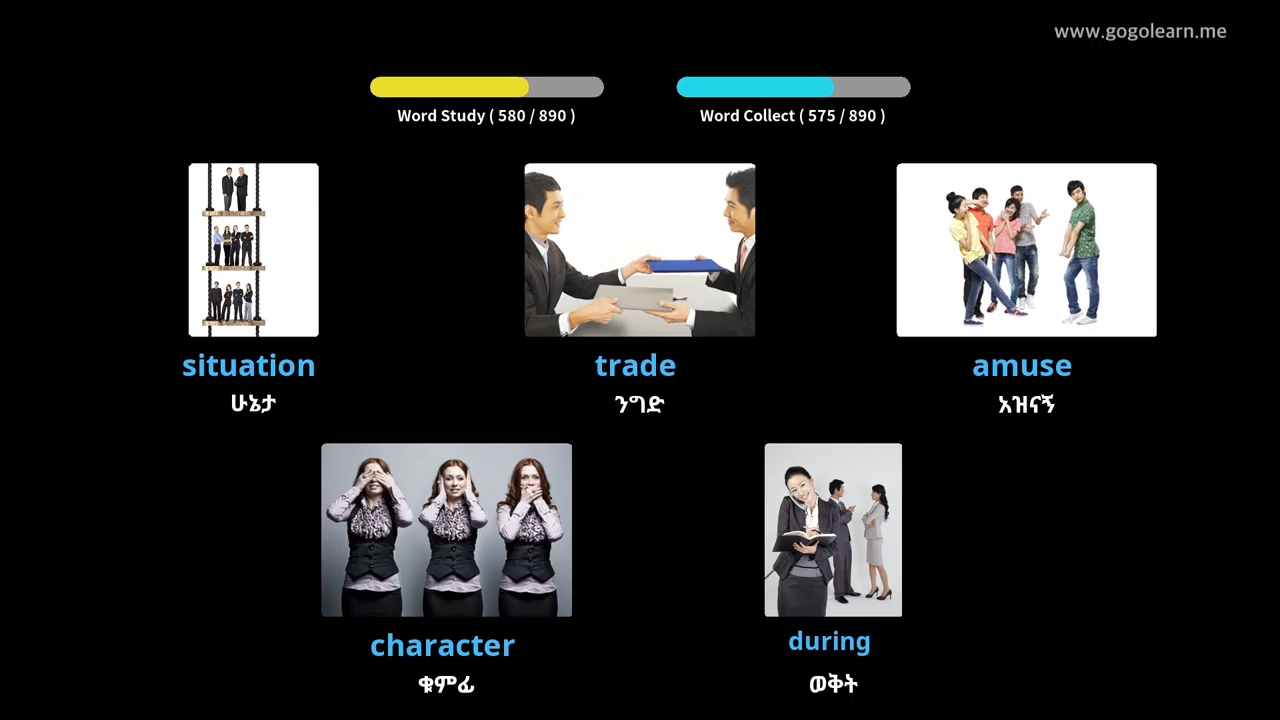 www.gogolearn.me
Word Study ( 580 / 890 )
Word Collect ( 575 / 890 )
situation
ሁኔታ
trade
ንግድ
amuse
አዝናኝ
character
ቁምፊ
during
ወቅት